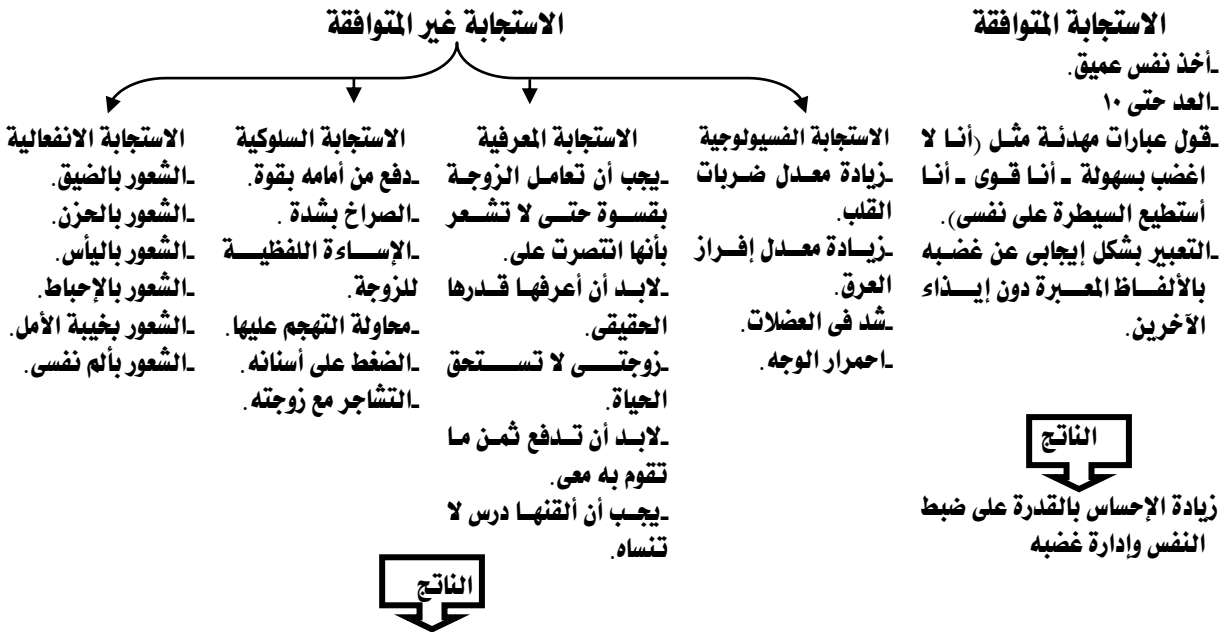 الاستجابة المتوافقة
ـأخذ نفس عميق.
ـالعد حتى ١٠
ـقول عبارات مهدئة مثل (أنا لا
اغضب بسهولة ـ أنا قوى ـ أنا
أستطيع السيطرة على نفسى).
ـالتعبير بشكل إيجابى عن غضبه
بالألفاظ المعبرة دون إيذاء
الآخرين.
الناتج
زيادة الإحساس بالقدرة على ضبط
النفس وإدارة غضبه
الاستجابة غير المتوافقة
الاستجابة الفسيولوجية
ـزيادة معدل ضربات
القلب.
ـزيادة معدل إفراز
العرق.
ـشد فى العضلات.
ـاحمرار الوجه.
الاستجابة المعرفية
ـيجب أن تعامل الزوجة
بقسوة حتى لا تشعر
بأنها انتصرت على.
ـلابد أن أعرفها قدرها
الحقيقى.
ـزوجتى لا تستحق
الحياة.
ـلابد أن تدفع ثمن ما
تقوم به معى.
ـيجب أن ألقنها درس لا
تنساه.
الاستجابة السلوكية
ـدفع من أمامه بقوة.
ـالصراخ بشدة .
ـالإساءة اللفظية
للزوجة.
ـمحاولة التهجم عليها.
ـالضغط على أسنانه.
ـالتشاجر مع زوجته.
الاستجابة الانفعالية
ـالشعور بالضيق.
ـالشعور بالحزن.
ـالشعور باليأس.
ـالشعور بالإحباط.
ـالشعور بخيبة الأمل.
ـالشعور بألم نفسى.
الناتج